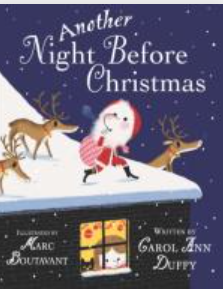 Another
Night Before
Christmas
ILLUSTRATED BY
MARC
BOUTAVANT
WRITTEN BY
CAROL ANN
DUFFY